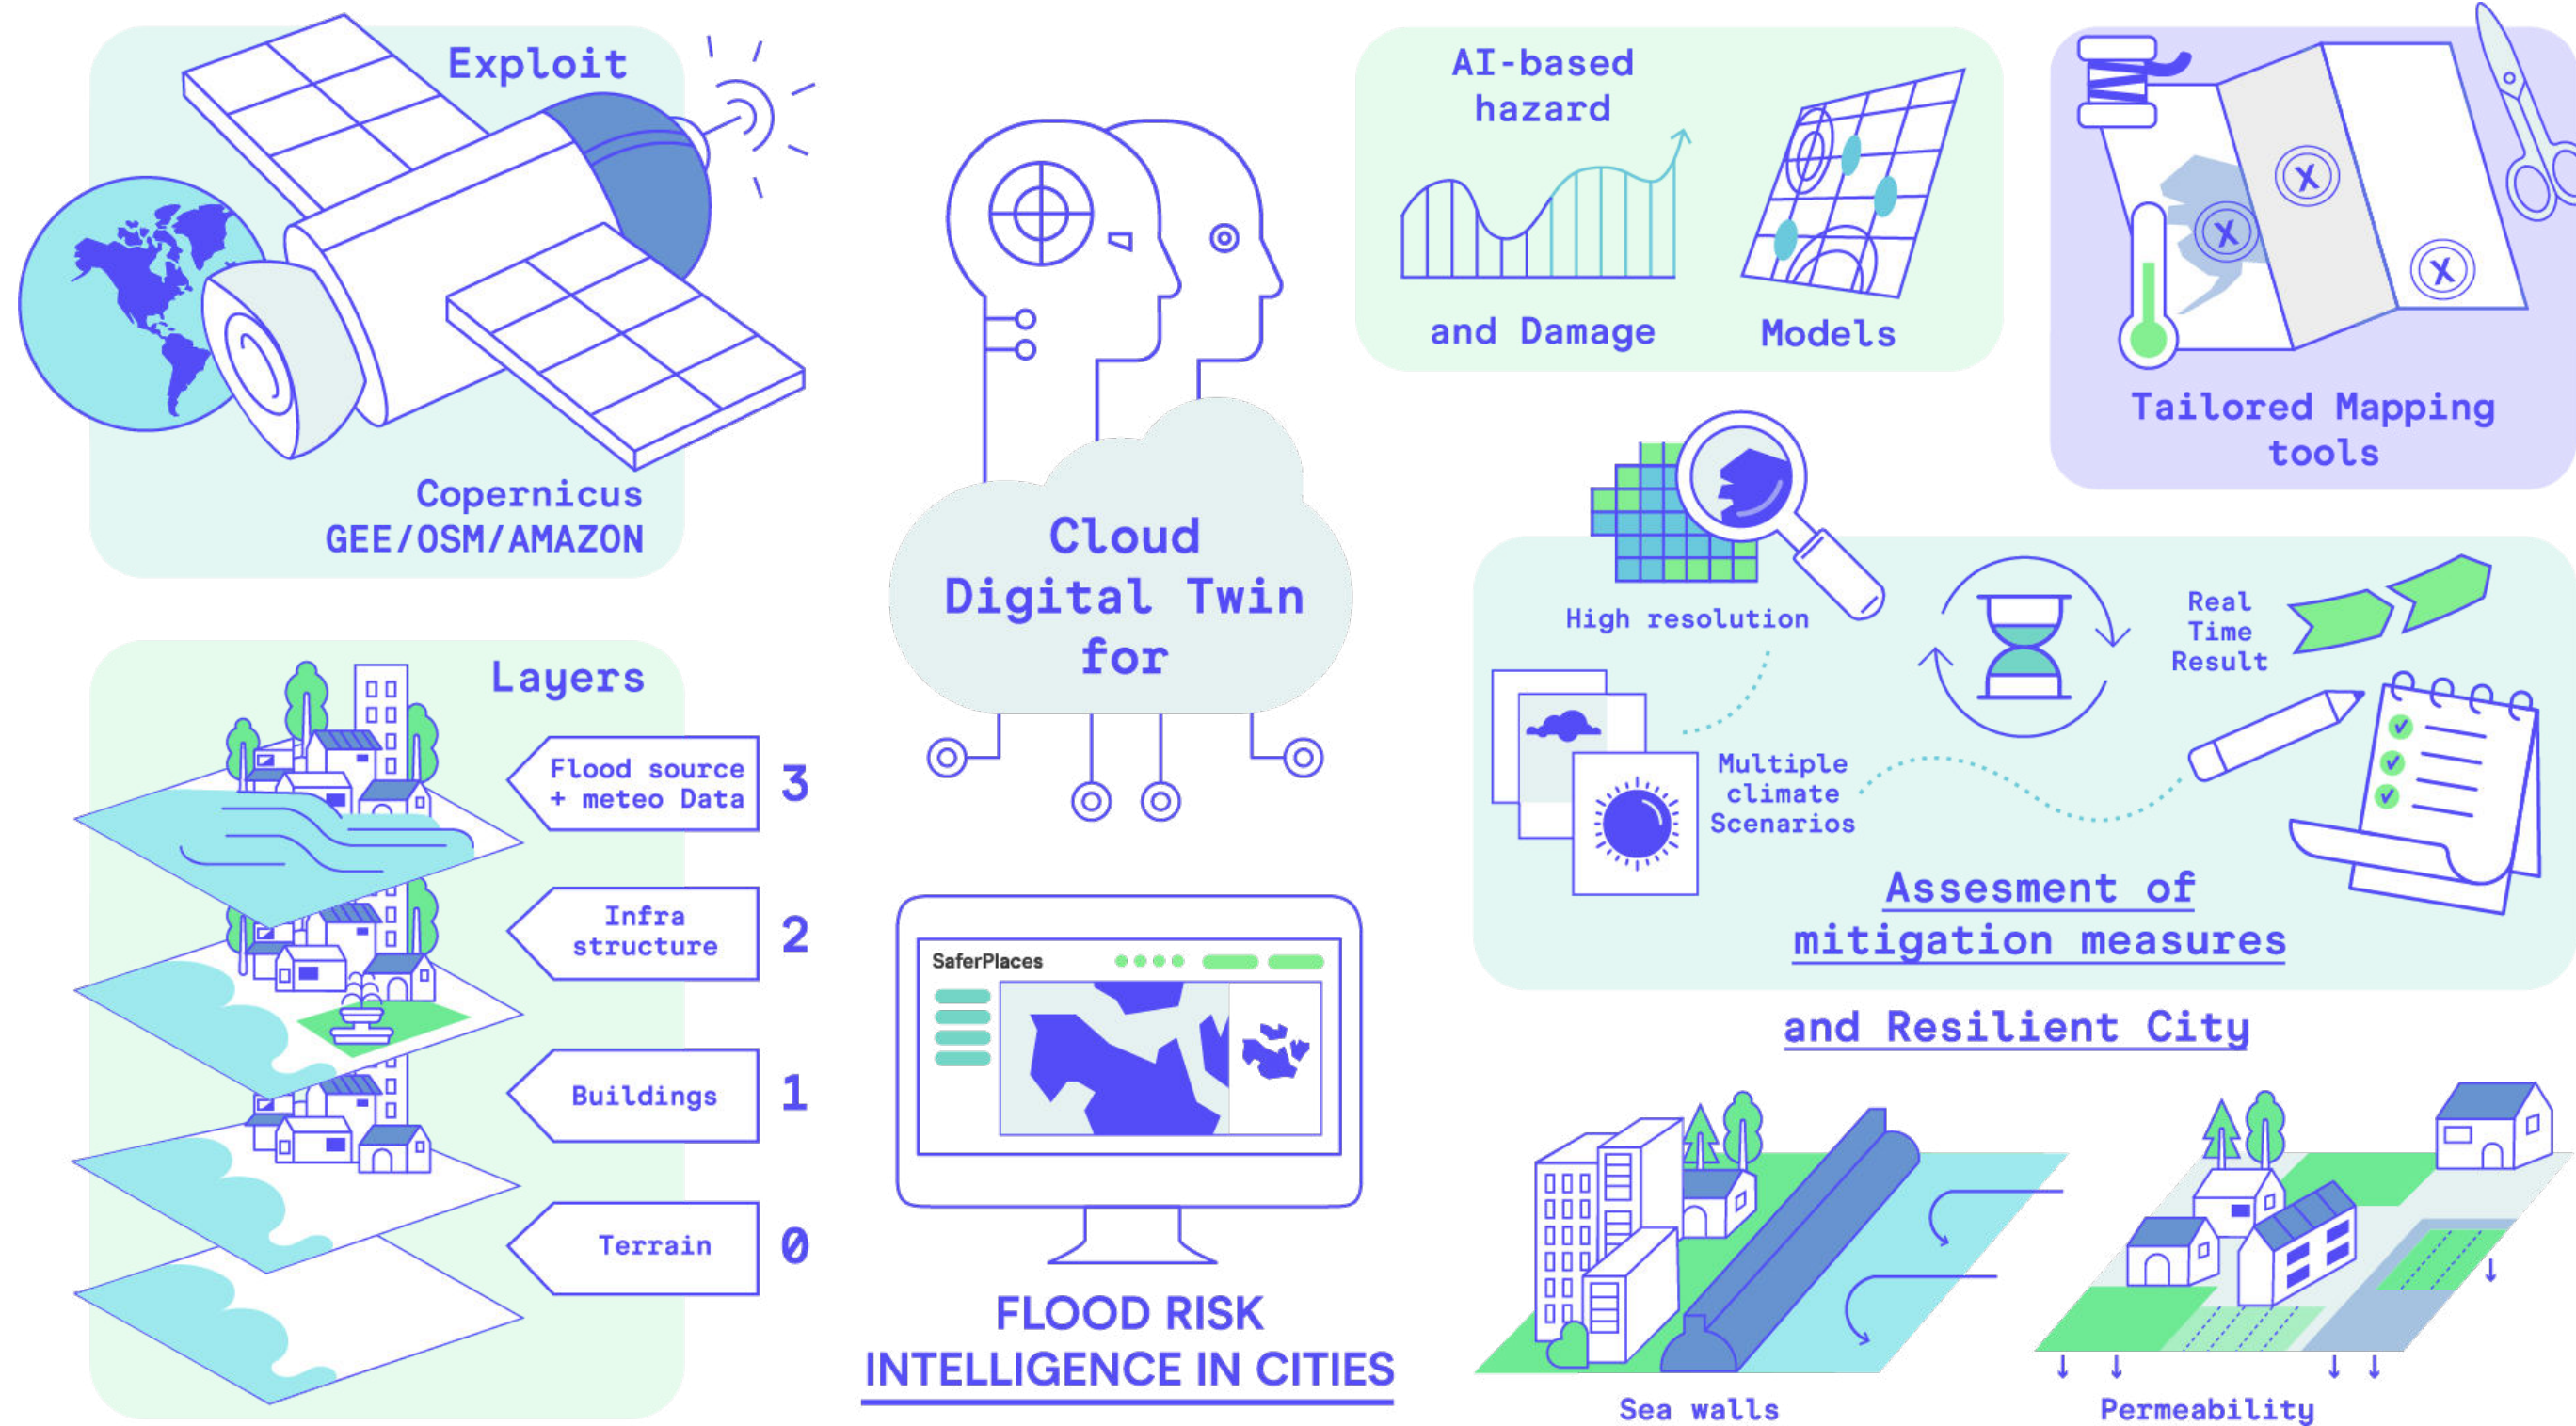 Exploit
Copernicus
GEE/OSM/AMAZON
Layers
Flood source
+ meteo Data
3
Infra
structure
2
Buildings
1
Terrain
0
Cloud
Digital Twin
for
SaferPlaces
FLOOD RISK
INTELLIGENCE IN CITIES
AI-based
hazard
and Damage
Models
X
X
X
Tailored Mapping
tools
High resolution
Real
Time
Result
Multiple
climate
Scenarios
Assesment of
mitigation measures
and Resilient City
Sea walls
Permeability